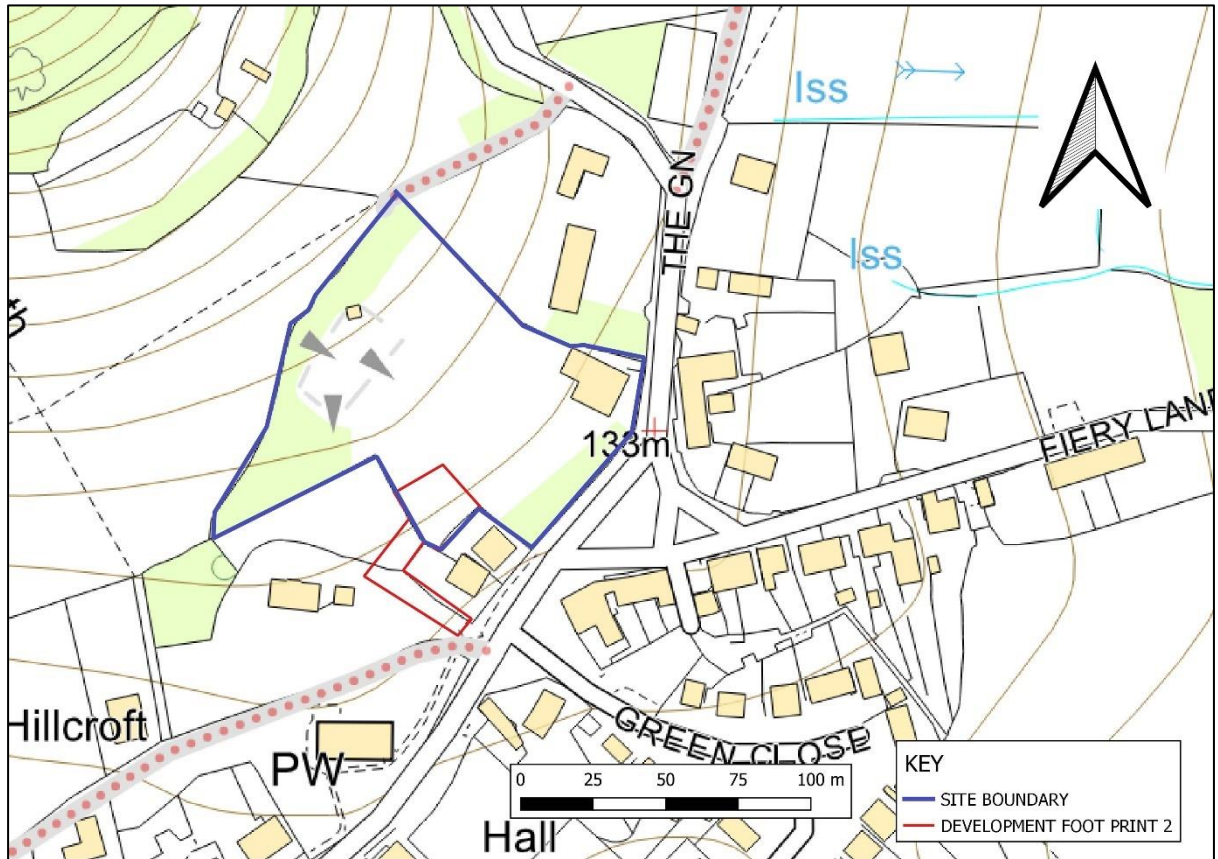 Iss
THE GN
Iss
133m
FIERY LANE
Hillcroft
PW
GREEN CLOSE
Hall
0 25 50 75 100 m
KEY
SITE BOUNDARY
DEVELOPMENT FOOT PRINT 2